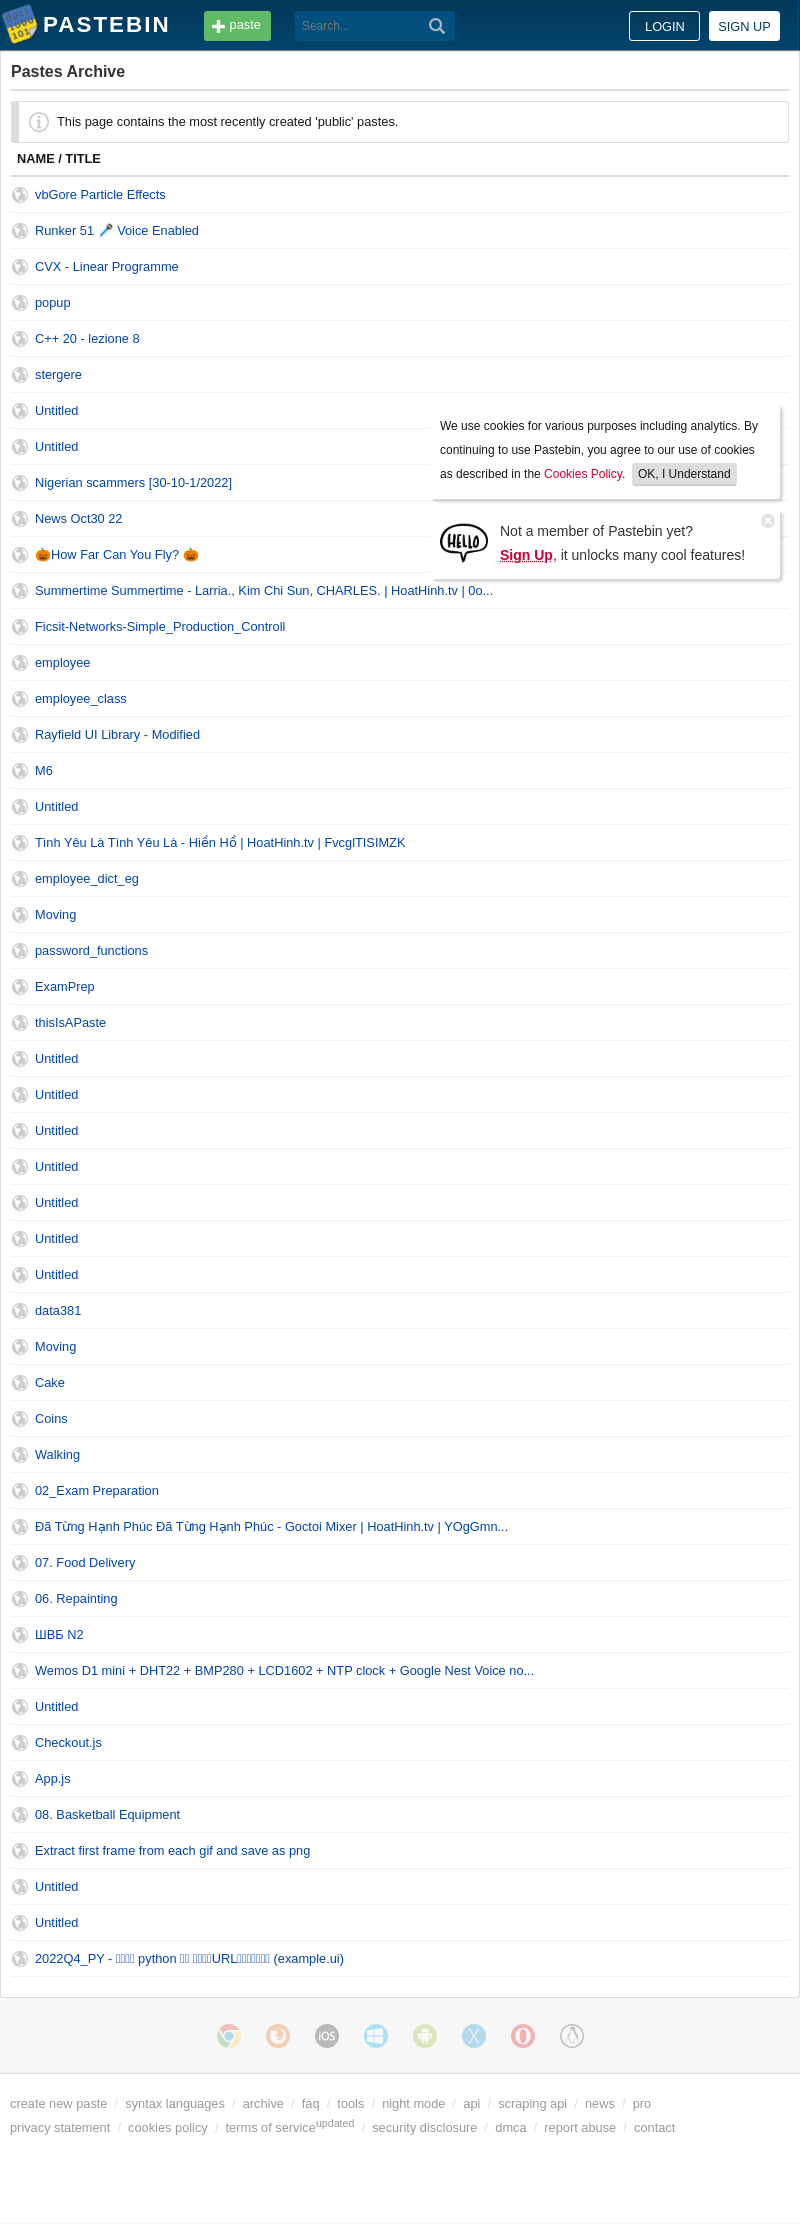 PASTEBIN
paste
Search...
LOGIN
SIGN UP
Pastes Archive
This page contains the most recently created 'public' pastes.
NAME / TITLE
vbGore Particle Effects
Runker 51 🎤 Voice Enabled
CVX - Linear Programme
popup
C++ 20 - lezione 8
stergere
Untitled
Untitled
Nigerian scammers [30-10-1/2022]
News Oct30 22
🎃How Far Can You Fly? 🎃
We use cookies for various purposes including analytics. By
continuing to use Pastebin, you agree to our use of cookies
as described in the Cookies Policy. OK, I Understand
HELLO
Not a member of Pastebin yet?
Sign Up, it unlocks many cool features!
Summertime Summertime - Larria., Kim Chi Sun, CHARLES. | HoatHinh.tv | 0o...
Ficsit-Networks-Simple_Production_Controll
employee
employee_class
Rayfield UI Library - Modified
M6
Untitled
Tình Yêu Là Tình Yêu Là - Hiền Hồ | HoatHinh.tv | FvcglTISIMZK
employee_dict_eg
Moving
password_functions
ExamPrep
thisIsAPaste
Untitled
Untitled
Untitled
Untitled
Untitled
Untitled
Untitled
data381
Moving
Cake
Coins
Walking
02_Exam Preparation
Đã Từng Hạnh Phúc Đã Từng Hạnh Phúc - Goctoi Mixer | HoatHinh.tv | YOgGmn...
07. Food Delivery
06. Repainting
ШВБ N2
Wemos D1 mini + DHT22 + BMP280 + LCD1602 + NTP clock + Google Nest Voice no...
Untitled
Checkout.js
App.js
08. Basketball Equipment
Extract first frame from each gif and save as png
Untitled
Untitled
2022Q4_PY - python URL (example.ui)
iOS
create new paste / syntax languages / archive / faq / tools / night mode / api / scraping api / news / pro
privacy statement / cookies policy / terms of serviceupdated / security disclosure / dmca / report abuse / contact